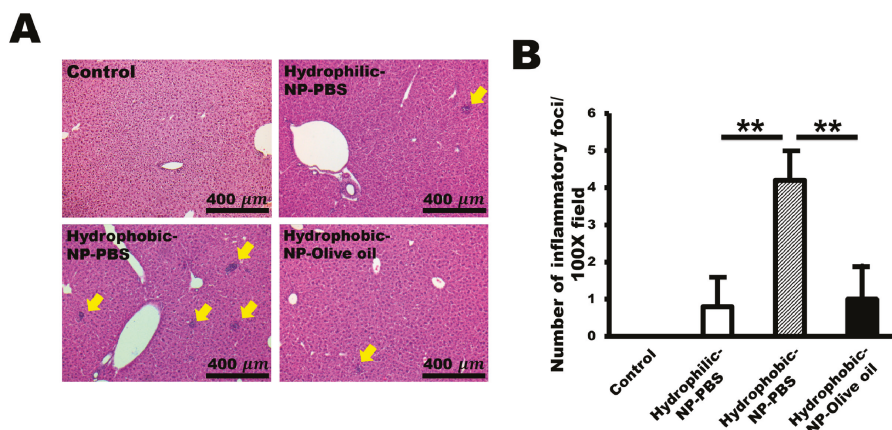 A
Control
400 μm
Hydrophilic-
NP-PBS
400 μm
Hydrophobic-
NP-PBS
400 μm
Hydrophobic-
NP-Olive oil
400 μm
B
Number of inflammatory foci/
100X field
6
5
4
3
2
1
0
**
**
Control
Hydrophilic-
NP-PBS
Hydrophobic-
NP-PBS
Hydrophobic-
NP-Olive oil